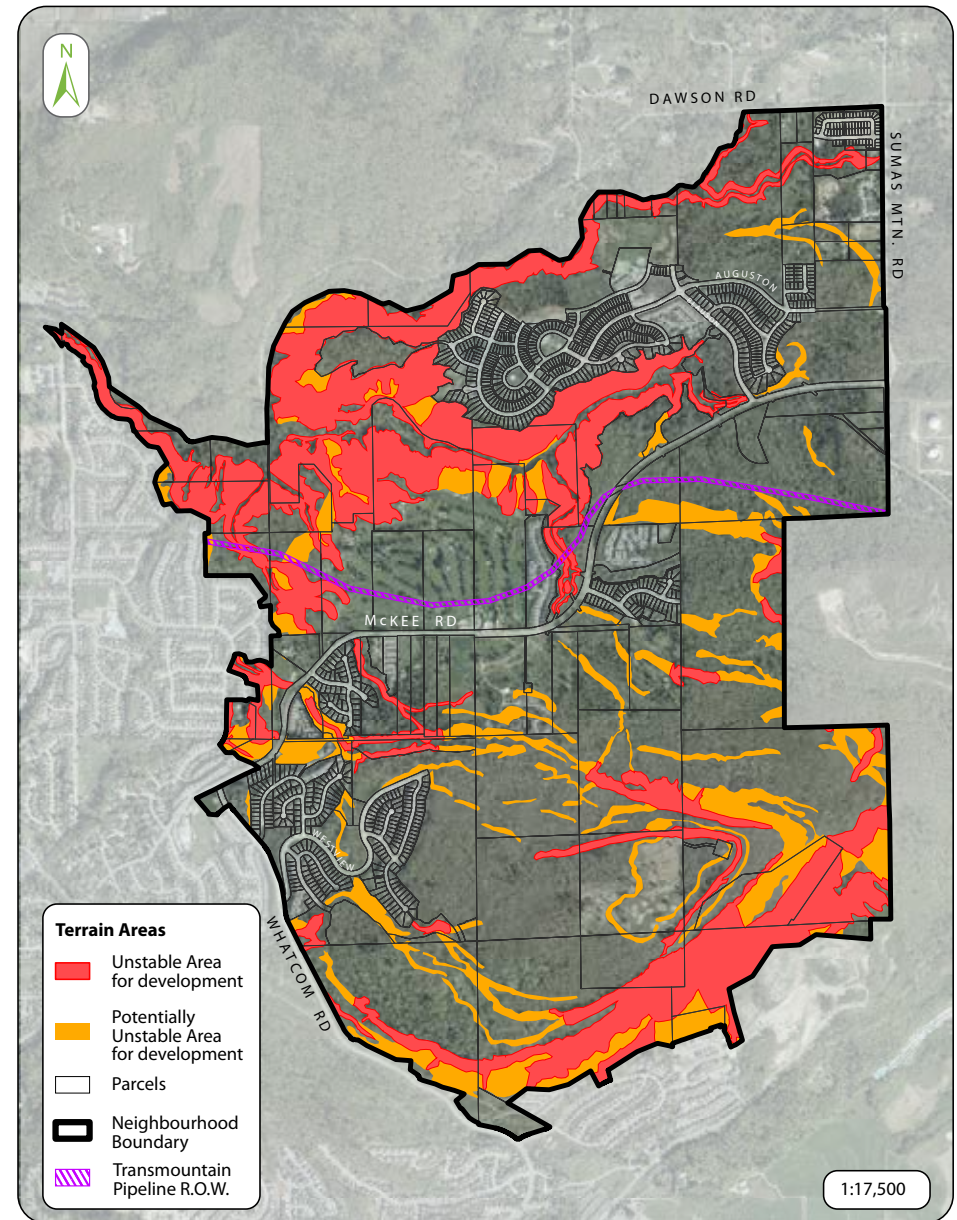 N
DAWSON RD
SUMAS MTN. RD
AUGUSTON
McKEE RD
WESTVIEW
WHATCOM RD
Terrain Areas
Unstable Area
for development
Potentially
Unstable Area
for development
Parcels
Neighbourhood
Boundary
Transmountain
Pipeline R.O.W.
1:17,500